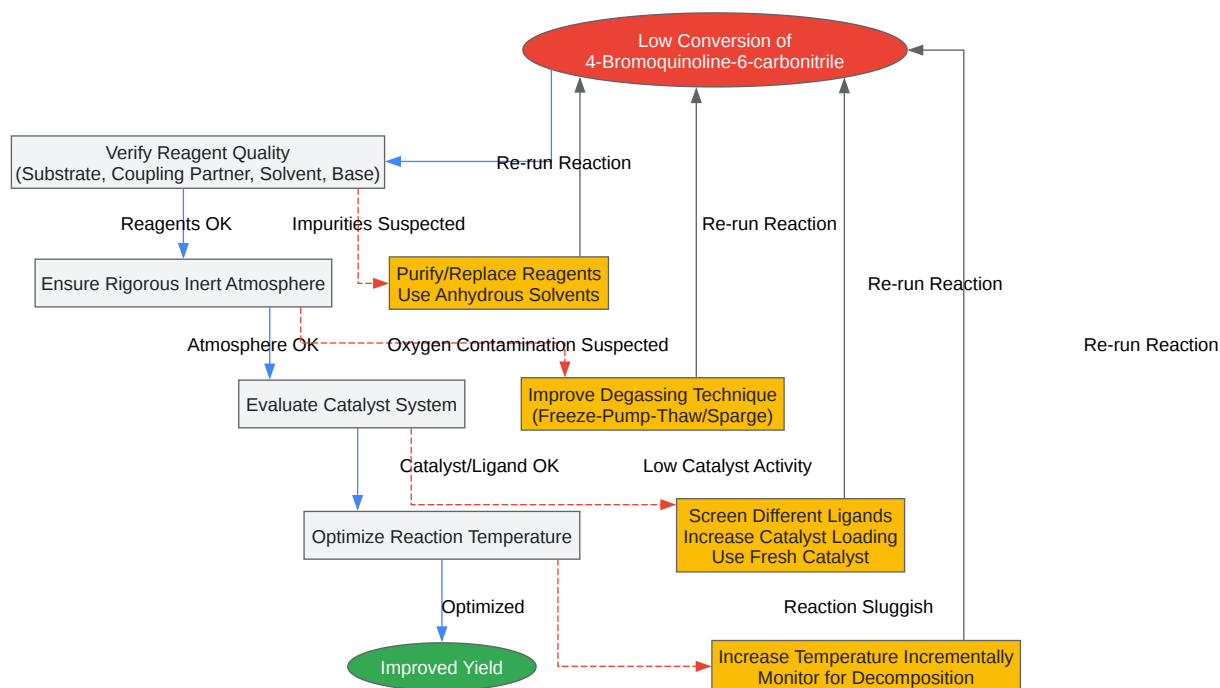 Low Conversion of
4-Bromoquinoline-6-carbonitrile
Verify Reagent Quality
(Substrate, Coupling Partner, Solvent, Base)
Re-run Reaction
Reagents OK
Impurities Suspected
Re-run Reaction
Ensure Rigorous Inert Atmosphere
Purify/Replace Reagents
Use Anhydrous Solvents
Re-run Reaction
Atmosphere OK
Oxygen Contamination Suspected
Re-run Reaction
Evaluate Catalyst System
Improve Degassing Technique
(Freeze-Pump-Thaw/Sparge)
Catalyst/Ligand OK
Low Catalyst Activity
Optimize Reaction Temperature
Screen Different Ligands
Increase Catalyst Loading
Use Fresh Catalyst
Optimized
Reaction Sluggish
Improved Yield
Increase Temperature Incrementally
Monitor for Decomposition